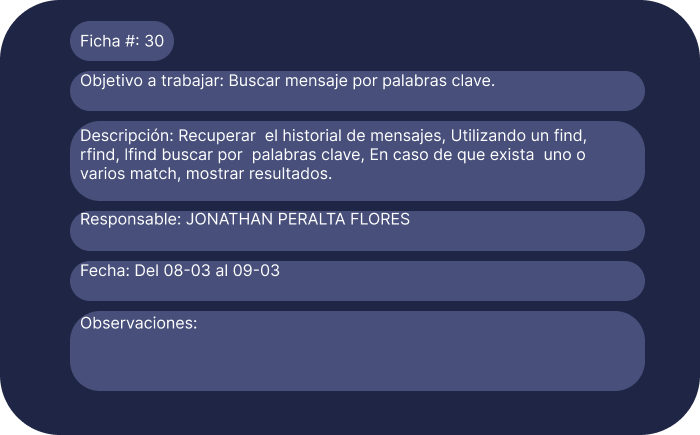 Ficha #: 30
Objetivo a trabajar: Buscar mensaje por palabras clave.
Descripción: Recuperar  el historial de mensajes, Utilizando un find,
rfind, lfind buscar por  palabras clave, En caso de que exista  uno o
varios match, mostrar resultados.
Responsable: JONATHAN PERALTA FLORES
Fecha: Del 08-03 al 09-03
Observaciones: